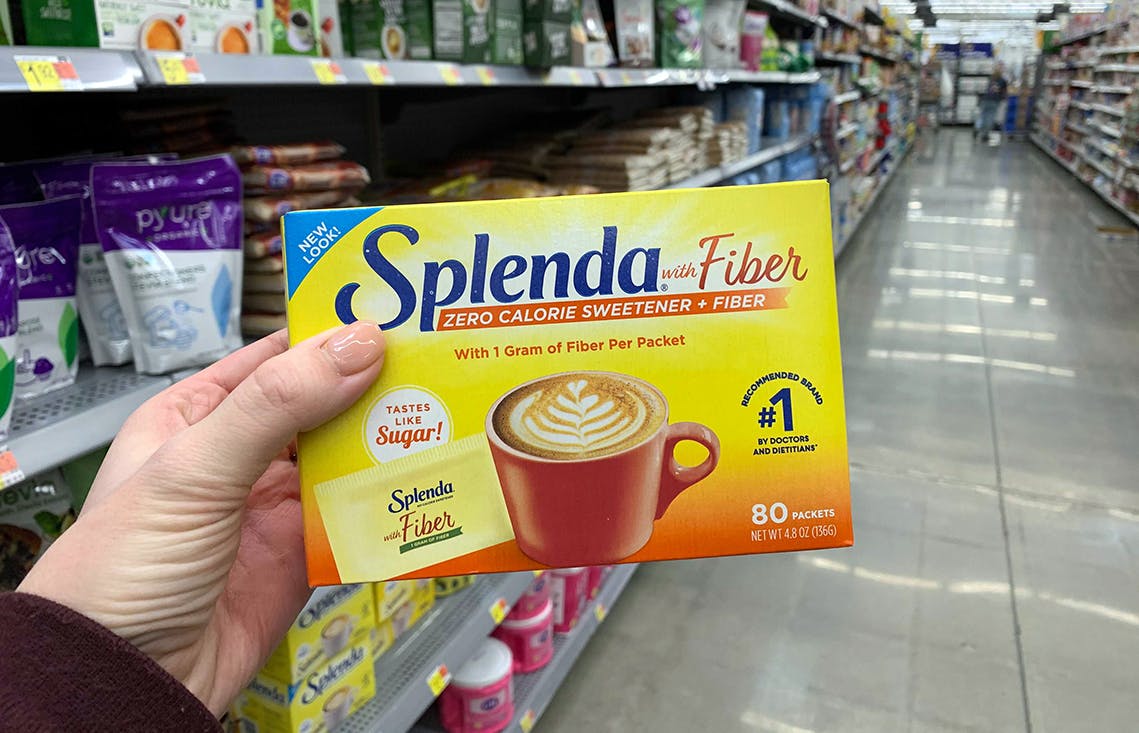 NEW
LOOK!
Splenda® with Fiber
ZERO CALORIE SWEETENER + FIBER
With 1 Gram of Fiber Per Packet
TASTES
LIKE
Sugar!
RECOMMENDED BRAND
#1
BY DOCTORS
AND DIETITIANS*
Splenda
with Fiber
1 GRAM OF FIBER
80 PACKETS
NET WT 4.8 OZ (136G)
pyure
ORGANIC
Splenda
Splenda